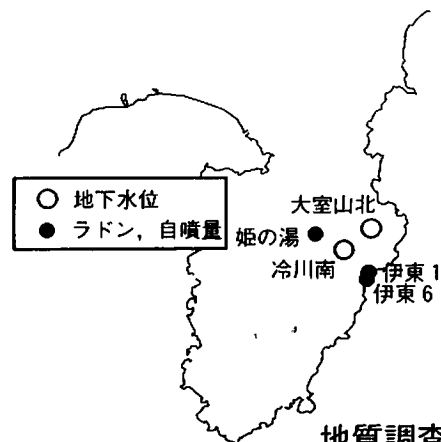 地下水位
ラドン，自噴量
大室山北
姫の湯
冷川南
伊東 1
伊東 6
地質調査